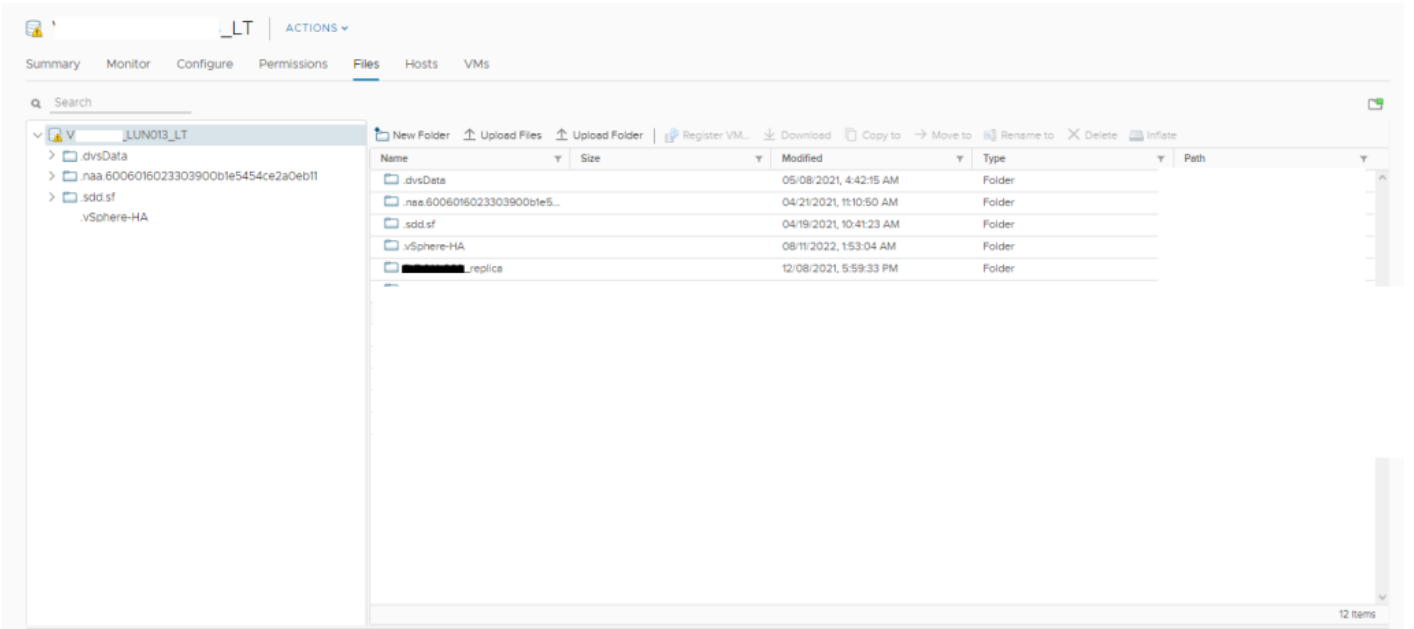 _LT ACTIONS
Summary Monitor Configure Permissions Files Hosts VMs
Search
V _LUN013_LT
New Folder Upload Files Upload Folder Register VM... Download Copy to Move to Rename to Delete Inflate
.dvsData
.naa.6006016023303900b1e5454ce2a0eb11
.sdd.sf
.vSphere-HA
Name Size Modified Type Path
.dvsData 05/08/2021, 4:42:15 AM Folder
.naa.6006016023303900b1e5... 04/21/2021, 11:10:50 AM Folder
.sdd.sf 04/19/2021, 10:41:23 AM Folder
.vSphere-HA 08/11/2022, 1:53:04 AM Folder
_replica 12/08/2021, 5:59:33 PM Folder
12 items